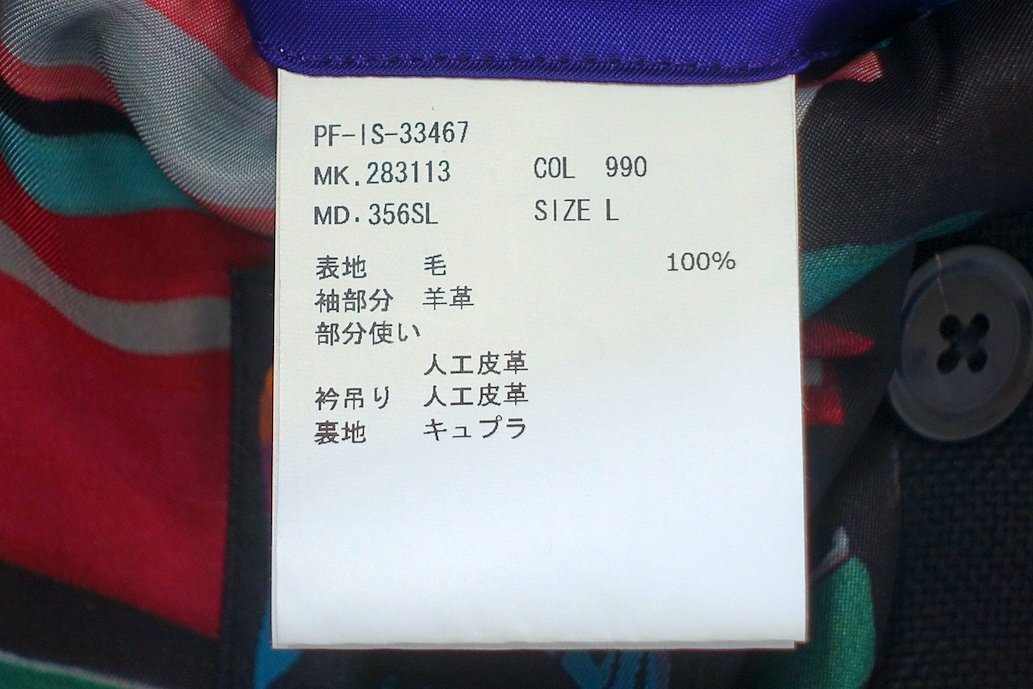 PF-IS-33467
MK.283113 COL 990
MD.356SL SIZE L
表地 毛 100%
袖部分 羊革
部分使い
人工皮革
衿吊り 人工皮革
裏地 キュプラ